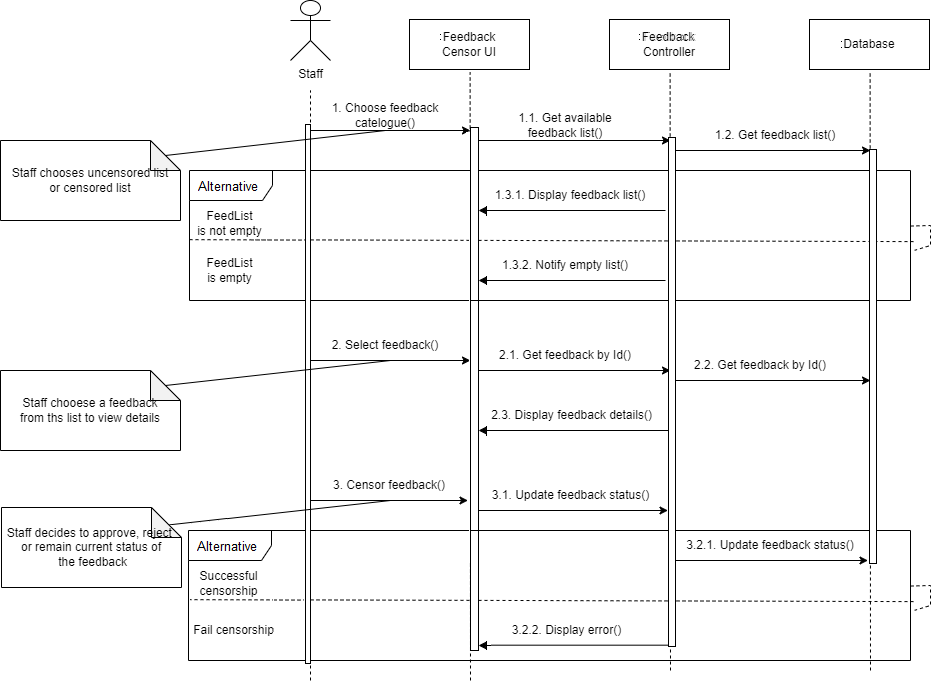 Staff
:Feedback
Censor UI
:Feedback
Controller
:Database
1. Choose feedback
catelogue()
1.1. Get available
feedback list()
1.2. Get feedback list()
Staff chooses uncensored list
or censored list
Alternative
1.3.1. Display feedback list()
FeedList
is not empty
FeedList
is empty
1.3.2. Notify empty list()
2. Select feedback()
2.1. Get feedback by Id()
2.2. Get feedback by Id()
Staff chooese a feedback
from ths list to view details
2.3. Display feedback details()
3. Censor feedback()
3.1. Update feedback status()
Staff decides to approve, reject
or remain current status of
the feedback
Alternative
3.2.1. Update feedback status()
Successful
censorship
Fail censorship
3.2.2. Display error()